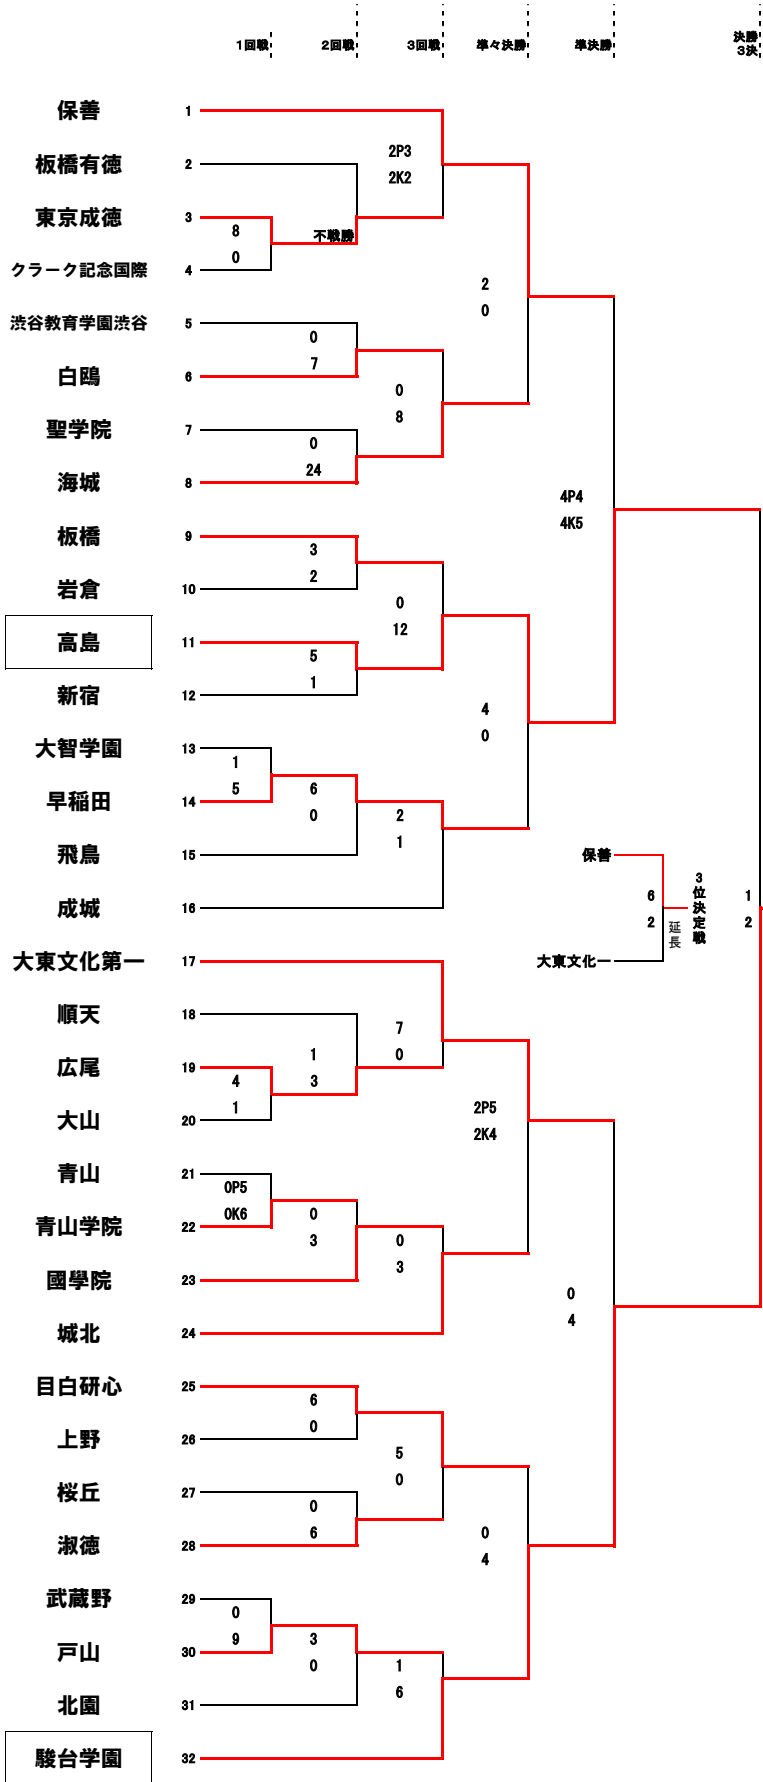 1回戦 2回戦 3回戦 準々決勝 準決勝 決勝
3決
保善 1
2P3
板橋有徳 2
2K2
東京成徳 3
8
不戦勝
0
クラーク記念国際 4
2
0
渋谷教育学園渋谷 5
0
7
白鴎 6
0
8
聖学院 7
0
24
海城 8
4P4
4K5
板橋 9
3
2
岩倉 10
0
12
高島 11
5
1
新宿 12
4
0
大智学園 13
1
5 6
早稲田 14
0 2
1
飛鳥 15
保善
3位決定戦
6 1
2 2
延長
成城 16
大東文化第一 17
大東文化一
順天 18
7
1 0
広尾 19
4 3
1
2P5
大山 20
2K4
青山 21
0P5
0K6 0
青山学院 22
3 0
3
國學院 23
0
4
城北 24
目白研心 25
6
0
上野 26
5
0
桜丘 27
0
6 0
淑徳 28
4
武蔵野 29
0
9 3
戸山 30
0 1
6
北園 31
駿台学園 32